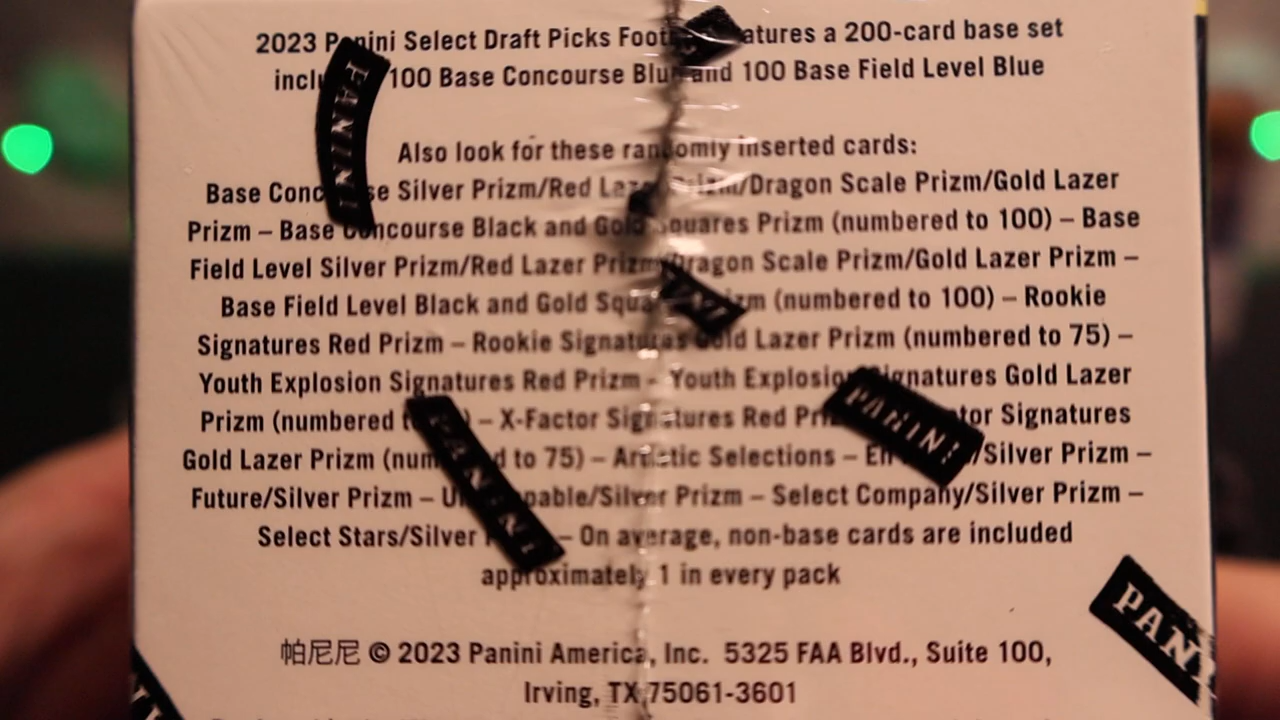 2023 Panini Select Draft Picks Football features a 200-card base set
100 Base Concourse Blue and 100 Base Field Level Blue
Also look for these randomly inserted cards:
Base Concourse Silver Prizm/Red Lazer Prizm/Dragon Scale Prizm/Gold Lazer
Prizm – Base Concourse Black and Gold Squares Prizm (numbered to 100) – Base
Field Level Silver Prizm/Red Lazer Prizm/Dragon Scale Prizm/Gold Lazer Prizm –
Base Field Level Black and Gold Squares Prizm (numbered to 100) – Rookie
Signatures Red Prizm – Rookie Signatures Gold Lazer Prizm (numbered to 75) –
Youth Explosion Signatures Red Prizm – Youth Explosion Signatures Gold Lazer
Prizm (numbered – X-Factor Signatures Red Prizm Signatures
Gold Lazer Prizm (numbered to 75) – Artistic Selections – /Silver Prizm –
Future/Silver Prizm – /Silver Prizm – Select Company/Silver Prizm –
Select Stars/Silver – On average, non-base cards are included
approximately 1 in every pack
帕尼尼 © 2023 Panini America, Inc. 5325 FAA Blvd., Suite 100,
Irving, TX 75061-3601
PANINI
PANINI
PANINI